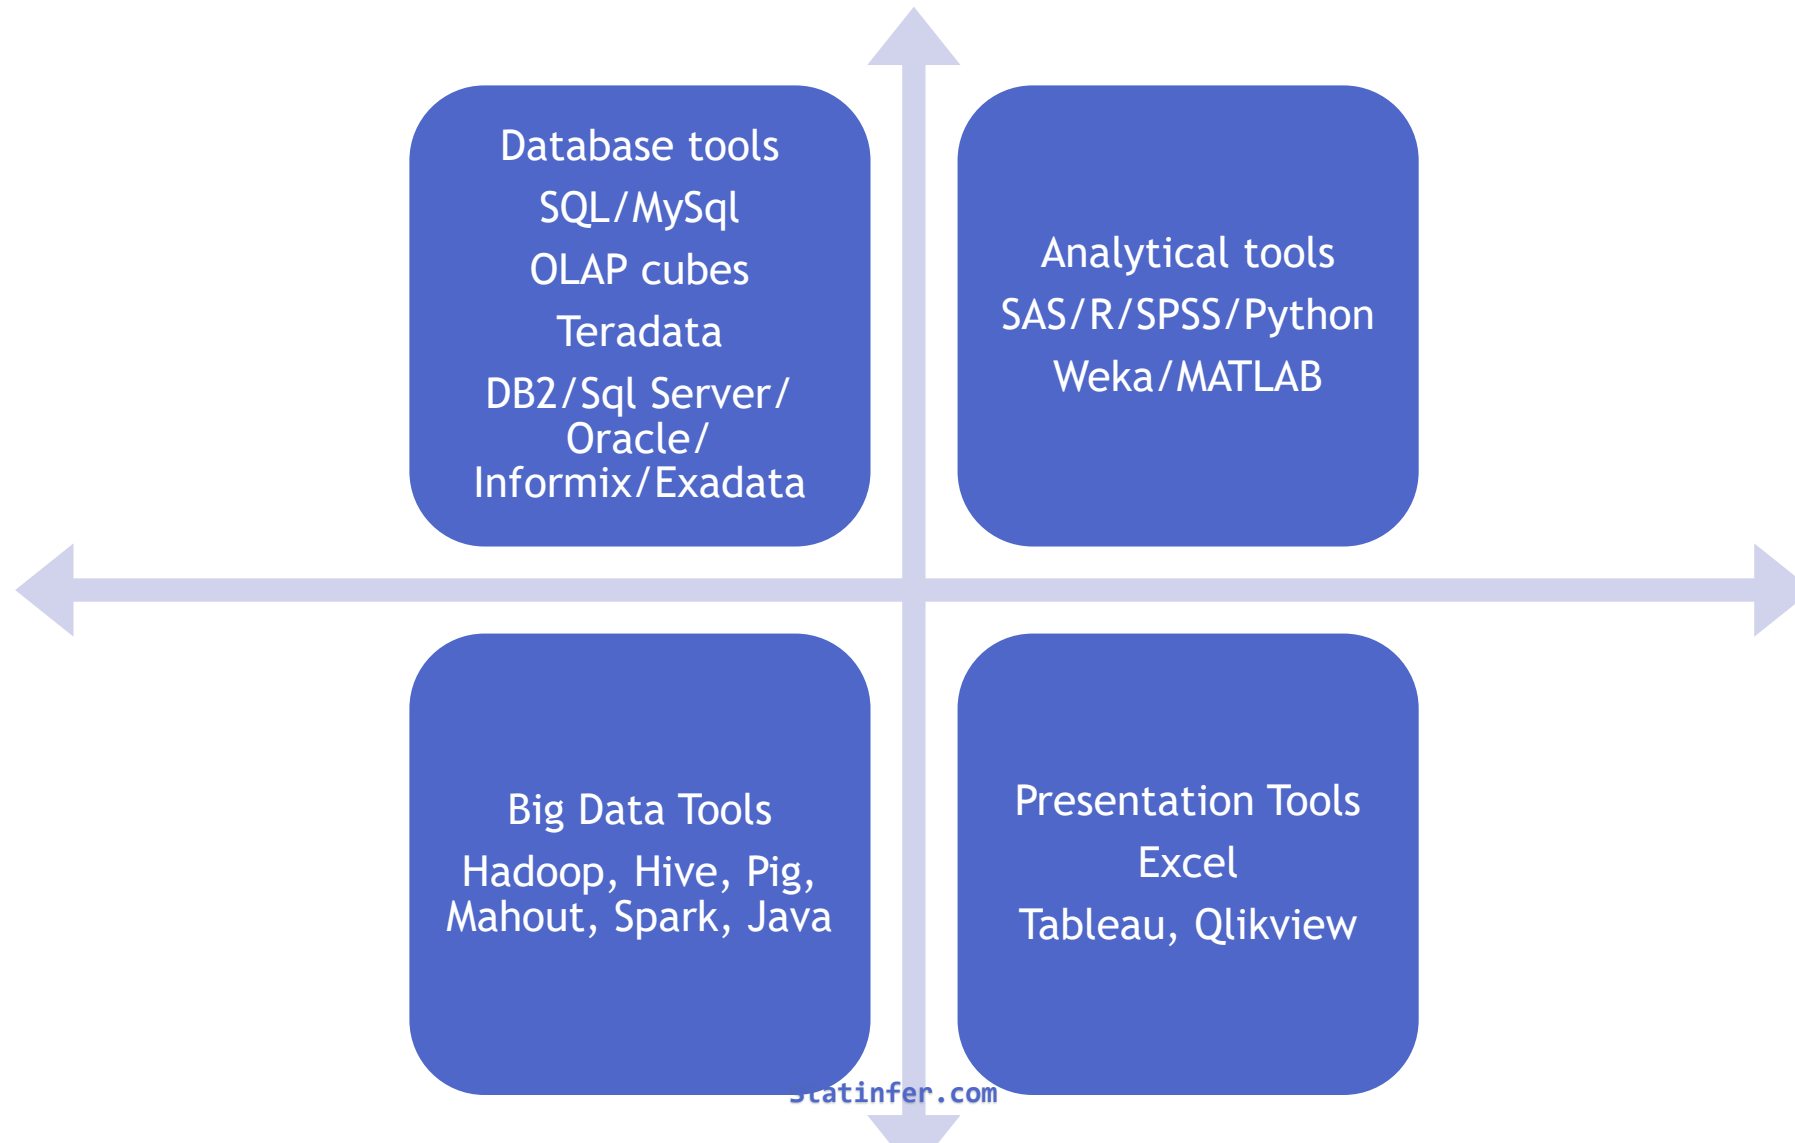 Database tools
SQL/MySql
OLAP cubes
Teradata
DB2/Sql Server/
Oracle/
Informix/Exadata
Analytical tools
SAS/R/SPSS/Python
Weka/MATLAB
Big Data Tools
Hadoop, Hive, Pig,
Mahout, Spark, Java
Presentation Tools
Excel
Tableau, Qlikview
Statinfer.com